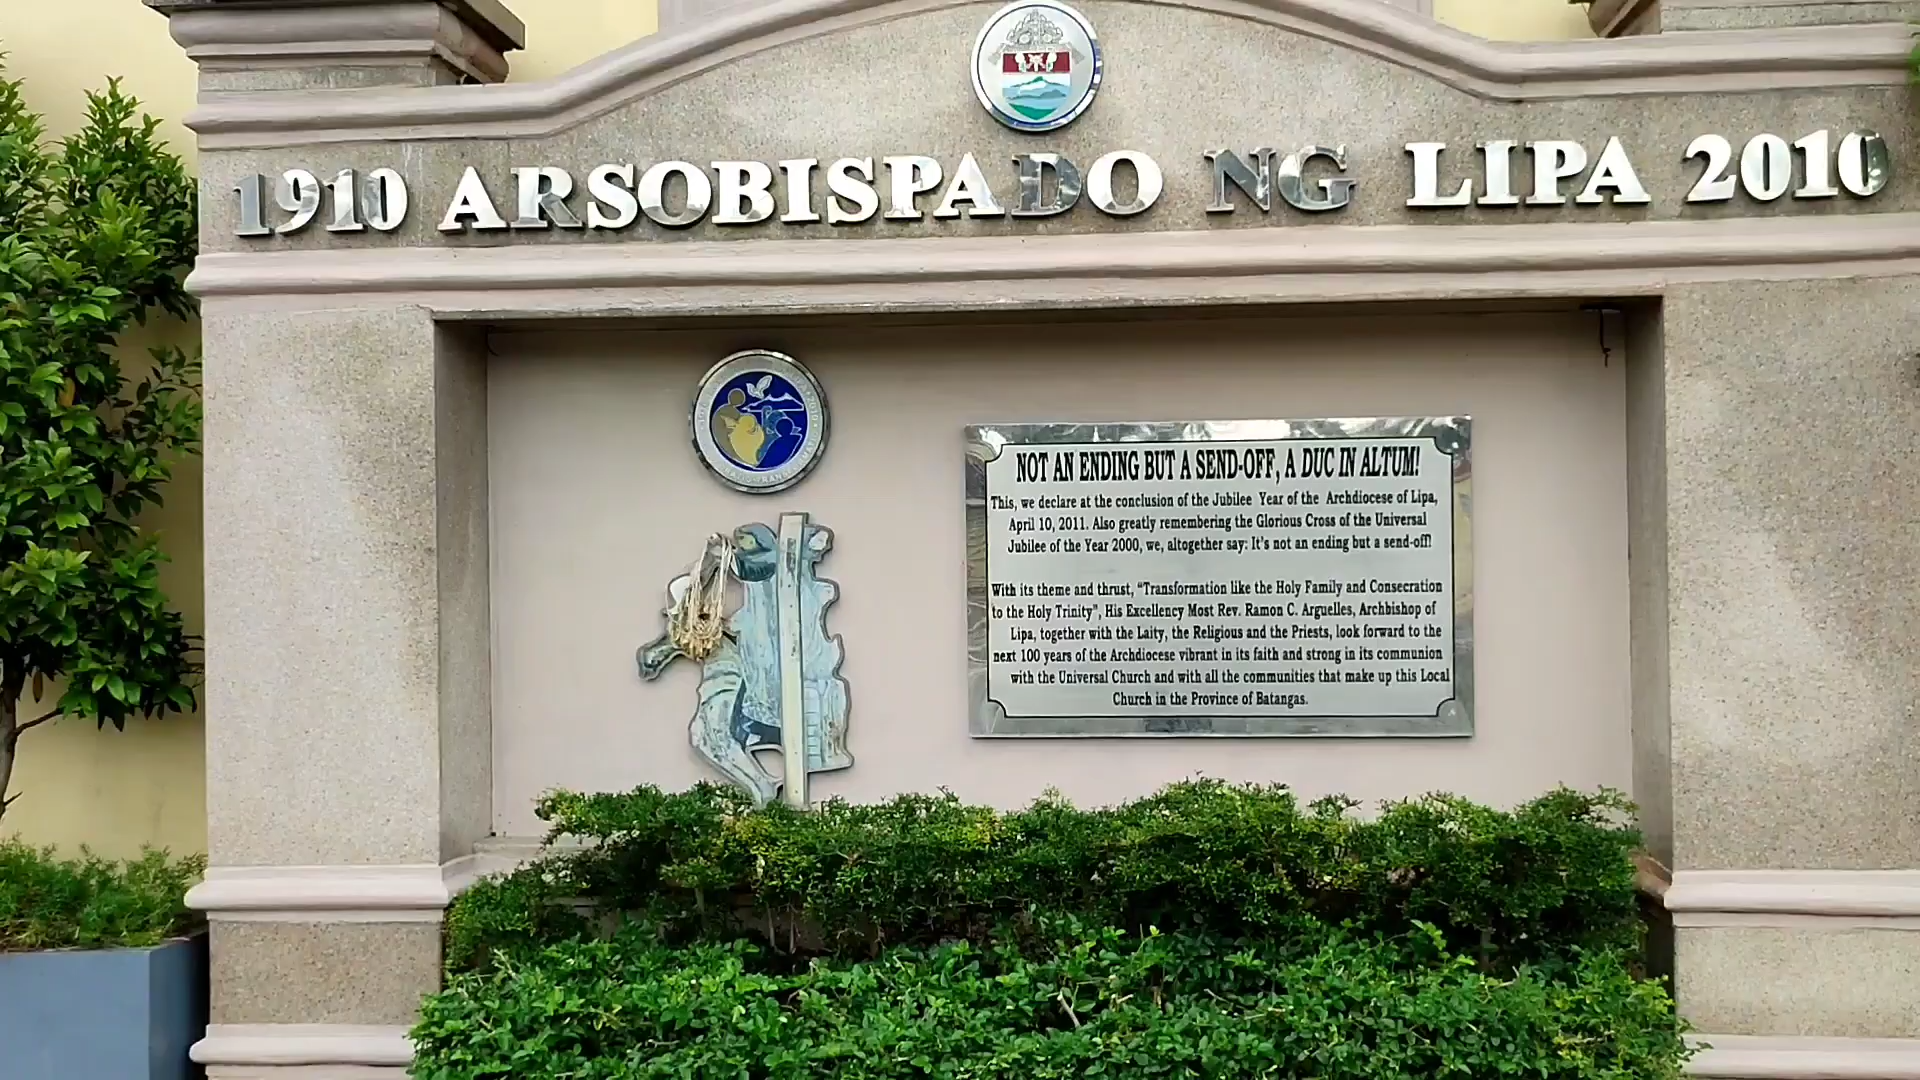 1910 ARSOBISPADO NG LIPA 2010
NOT AN ENDING BUT A SEND-OFF, A DUC IN ALTUM!
This, we declare at the conclusion of the Jubilee Year of the Archdiocese of Lipa,
April 10, 2011. Also greatly remembering the Glorious Cross of the Universal
Jubilee of the Year 2000, we, altogether say: It's not an ending but a send-off!
With its theme and thrust, "Transformation like the Holy Family and Consecration
to the Holy Trinity", His Excellency Most Rev. Ramon C. Arguelles, Archbishop of
Lipa, together with the Laity, the Religious and the Priests, look forward to the
next 100 years of the Archdiocese vibrant in its faith and strong in its communion
with the Universal Church and with all the communities that make up this Local
Church in the Province of Batangas.